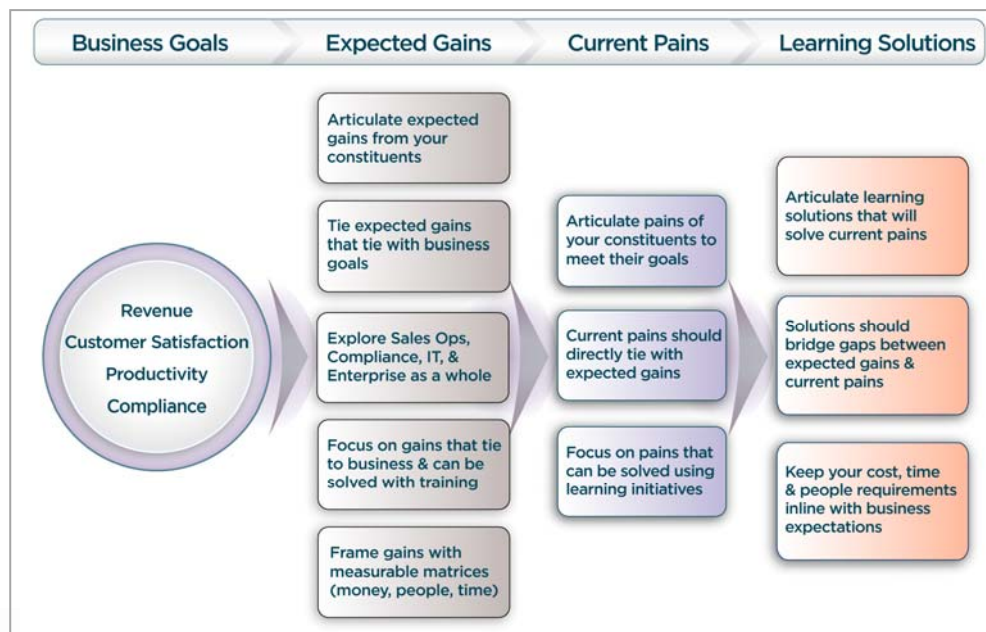 Business Goals
Expected Gains
Current Pains
Learning Solutions
Revenue
Customer Satisfaction
Productivity
Compliance
Articulate expected
gains from your
constituents
Tie expected gains
that tie with business
goals
Explore Sales Ops,
Compliance, IT, &
Enterprise as a whole
Focus on gains that tie
to business & can be
solved with training
Frame gains with
measurable matrices
(money, people, time)
Articulate pains of
your constituents to
meet their goals
Current pains should
directly tie with
expected gains
Focus on pains that
can be solved using
learning initiatives
Articulate learning
solutions that will
solve current pains
Solutions should
bridge gaps between
expected gains &
current pains
Keep your cost, time
& people requirements
inline with business
expectations